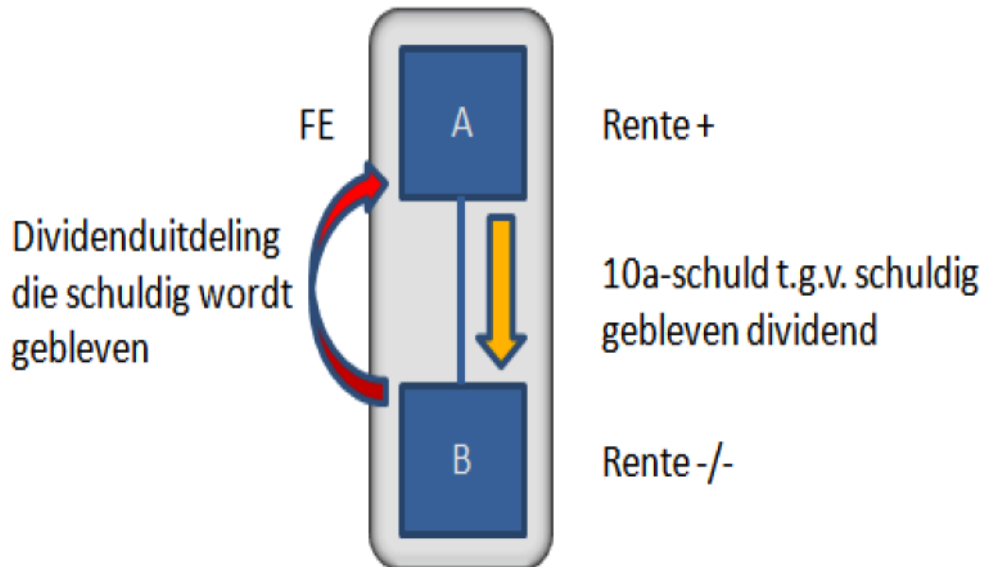 FE
A
Rente +
Dividenduitdeling
die schuldig wordt
gebleven
10a-schuld t.g.v. schuldig
gebleven dividend
B
Rente -/-